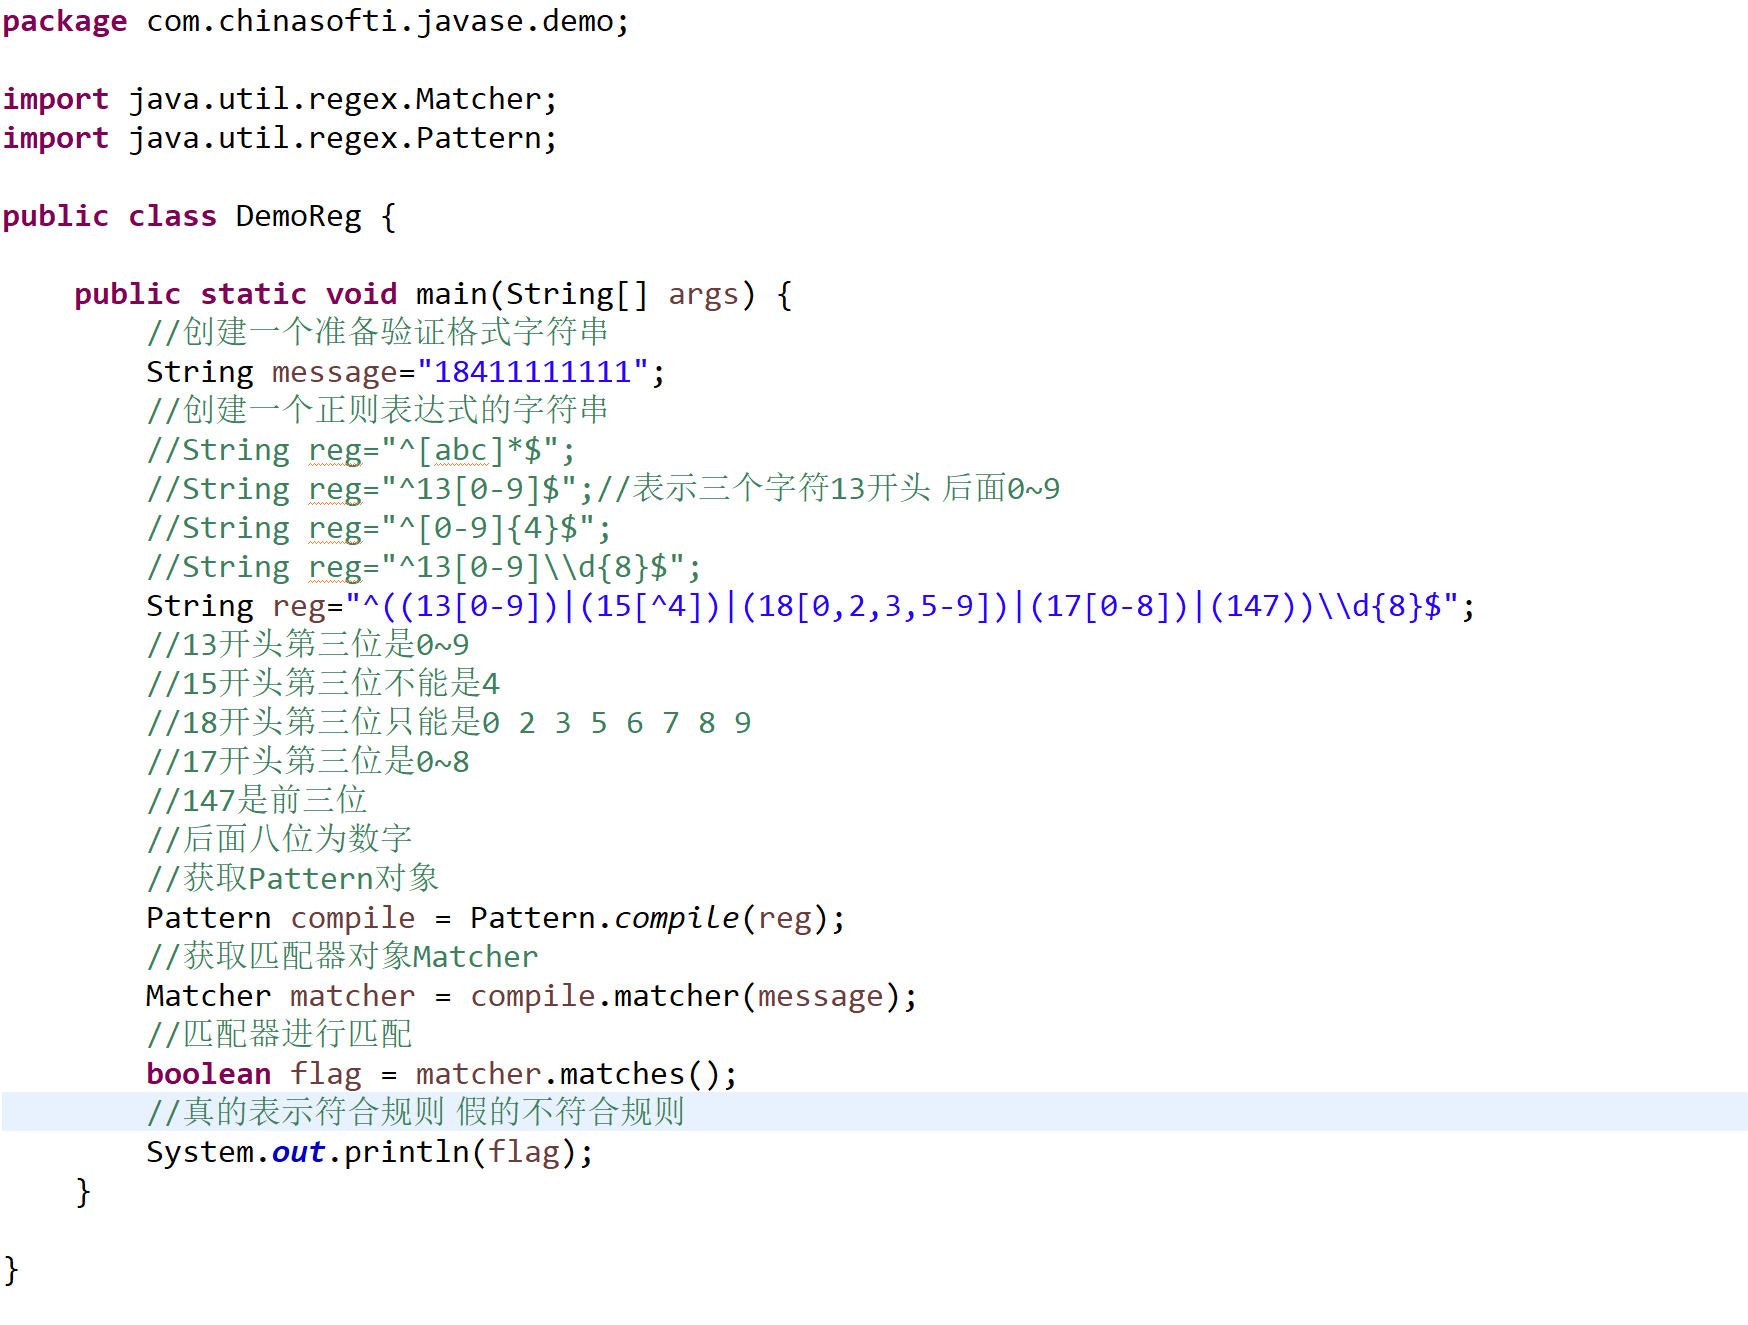 package com.chinasofti.javase.demo;
import java.util.regex.Matcher;
import java.util.regex.Pattern;
public class DemoReg {
public static void main(String[] args) {
//创建一个准备验证格式字符串
String message="18411111111";
//创建一个正则表达式的字符串
//String reg="^[abc]*$";
//String reg="^13[0-9]$";//表示三个字符13开头 后面0~9
//String reg="^[0-9]{4}$";
//String reg="^13[0-9]\\d{8}$";
String reg="^((13[0-9])|(15[^4])|(18[0,2,3,5-9])|(17[0-8])|(147))\\d{8}$";
//13开头第三位是0~9
//15开头第三位不能是4
//18开头第三位只能是0 2 3 5 6 7 8 9
//17开头第三位是0~8
//147是前三位
//后面八位为数字
//获取Pattern对象
Pattern compile = Pattern.compile(reg);
//获取匹配器对象Matcher
Matcher matcher = compile.matcher(message);
//匹配器进行匹配
boolean flag = matcher.matches();
//真的表示符合规则 假的不符合规则
System.out.println(flag);
}
}